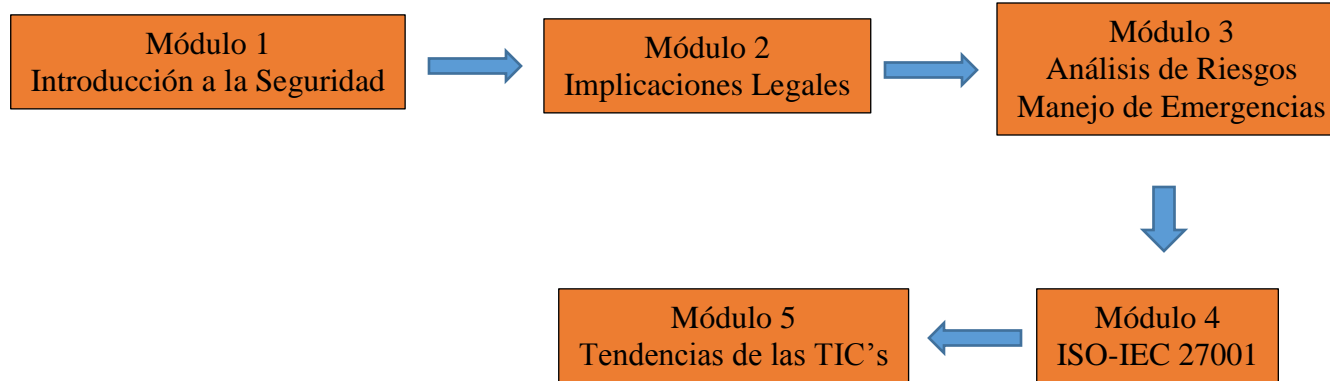 Módulo 1
Introducción a la Seguridad
Módulo 2
Implicaciones Legales
Módulo 3
Análisis de Riesgos
Manejo de Emergencias
Módulo 4
ISO-IEC 27001
Módulo 5
Tendencias de las TIC’s